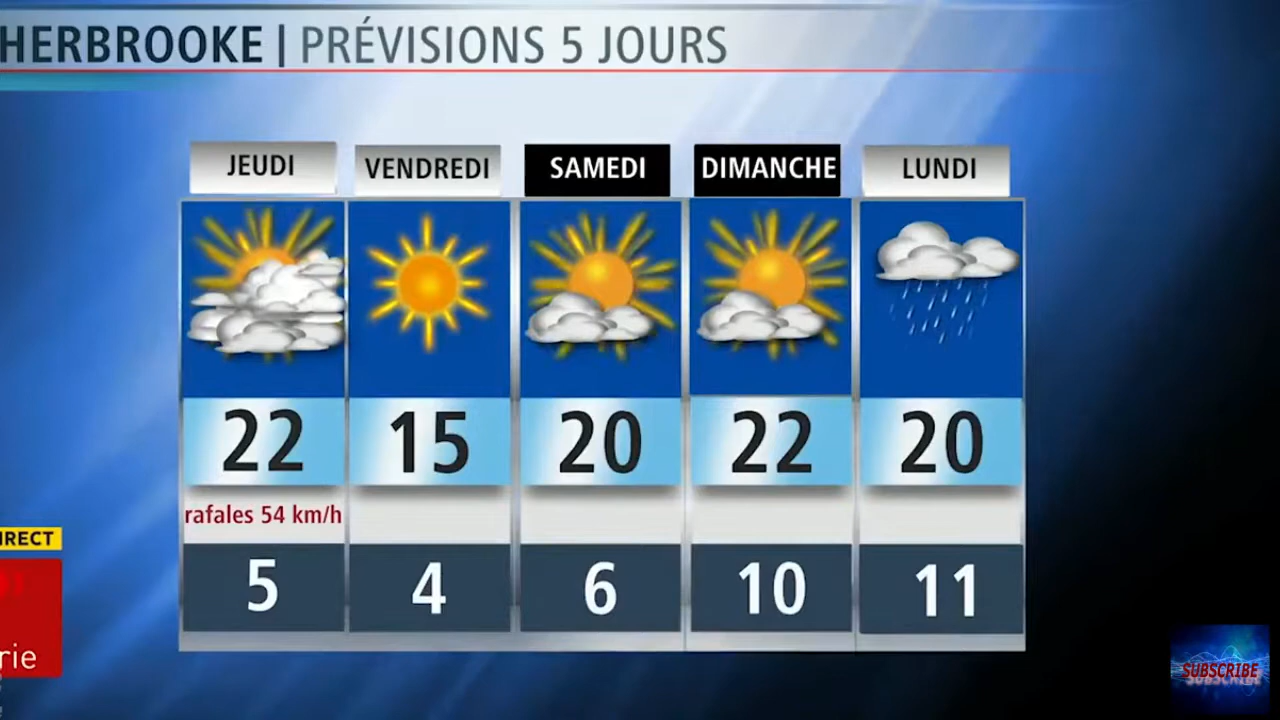 HERBROOKE | PRÉVISIONS 5 JOURS
JEUDI VENDREDI SAMEDI DIMANCHE LUNDI
22 15 20 22 20
rafales 54 km/h
5 4 6 10 11
IRECT
rie
SUBSCRIBE